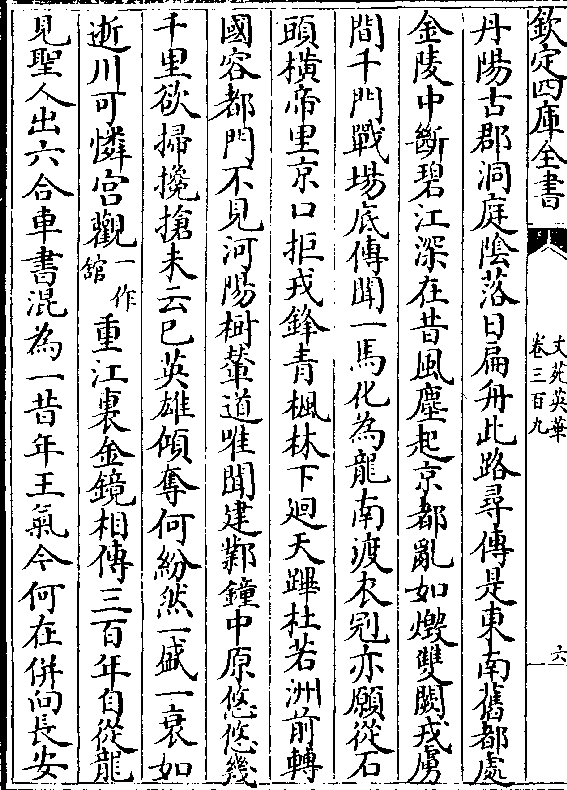 欽定四庫全書
文苑英華
卷三百九
六
丹陽古郡洞庭陰落日扁舟此路尋傳是東南舊都處
金陵中斷碧江深在昔風塵起京都亂如燬雙闕戎虜
間千門戰場底傳聞一馬化為龍南渡衣冠亦願從石
頭横帝里京口拒戎鋒青楓林下廻天蹕杜若洲前轉
國容都門不見河陽樹輦道唯聞建鄴鐘中原悠悠幾
千里欲掃攙搶未云已英雄傾奪何紛然一盛一衰如
逝川可憐宫觀一作館重江裏金鏡相傳三百年自從龍
見聖人出六合車書混為一昔年王氣今何在併向長安